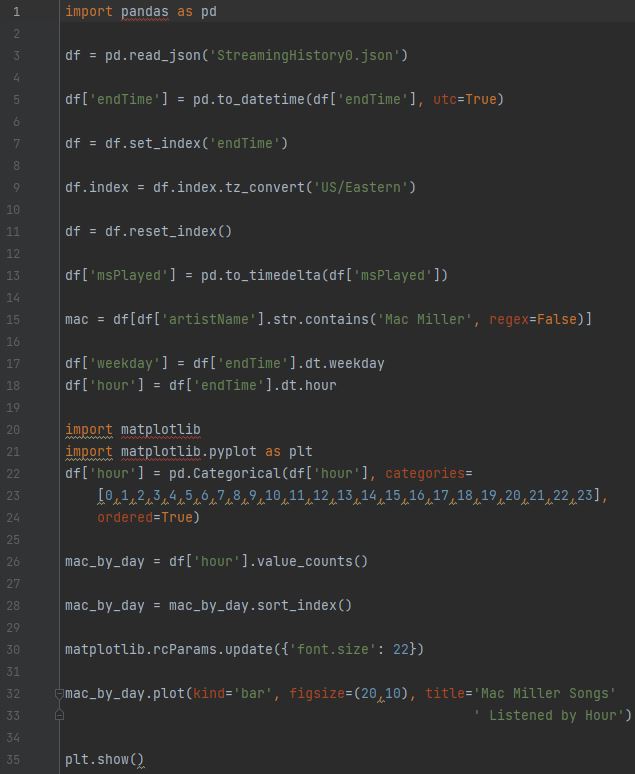 1 import pandas as pd
2
3 df = pd.read_json('StreamingHistory0.json')
4
5 df['endTime'] = pd.to_datetime(df['endTime'], utc=True)
6
7 df = df.set_index('endTime')
8
9 df.index = df.index.tz_convert('US/Eastern')
10
11 df = df.reset_index()
12
13 df['msPlayed'] = pd.to_timedelta(df['msPlayed'])
14
15 mac = df[df['artistName'].str.contains('Mac Miller', regex=False)]
16
17 df['weekday'] = df['endTime'].dt.weekday
18 df['hour'] = df['endTime'].dt.hour
19
20 import matplotlib
21 import matplotlib.pyplot as plt
22 df['hour'] = pd.Categorical(df['hour'], categories=
23     [0,1,2,3,4,5,6,7,8,9,10,11,12,13,14,15,16,17,18,19,20,21,22,23],
24     ordered=True)
25
26 mac_by_day = df['hour'].value_counts()
27
28 mac_by_day = mac_by_day.sort_index()
29
30 matplotlib.rcParams.update({'font.size': 22})
31
32 mac_by_day.plot(kind='bar', figsize=(20,10), title='Mac Miller Songs'
33                                                    ' Listened by Hour')
34
35 plt.show()